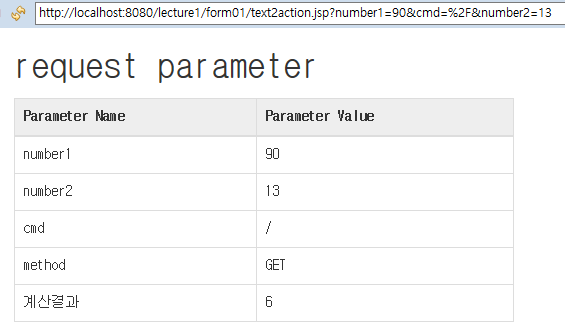 http://localhost:8080/lecture1/form01/text2action.jsp?number1=90&cmd=%2F&number2=13
request parameter
Parameter Name Parameter Value
number1 90
number2 13
cmd /
method GET
계산결과 6